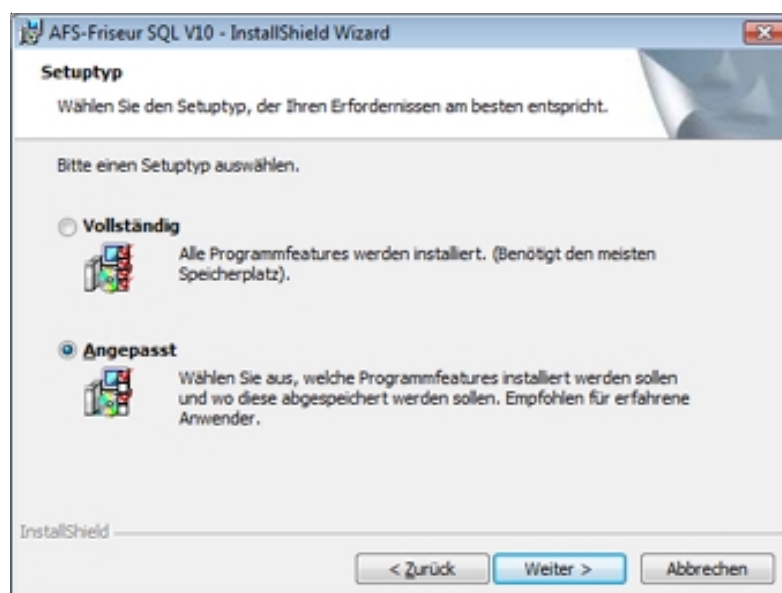 AFS-Friseur SQL V10 - InstallShield Wizard
Setuptyp
Wählen Sie den Setuptyp, der Ihren Erfordernissen am besten entspricht.
Bitte einen Setuptyp auswählen.
Vollständig
Alle Programmfeatures werden installiert. (Benötigt den meisten
Speicherplatz).
Angepasst
Wählen Sie aus, welche Programmfeatures installiert werden sollen
und wo diese abgespeichert werden sollen. Empfohlen für erfahrene
Anwender.
InstallShield
< Zurück
Weiter >
Abbrechen